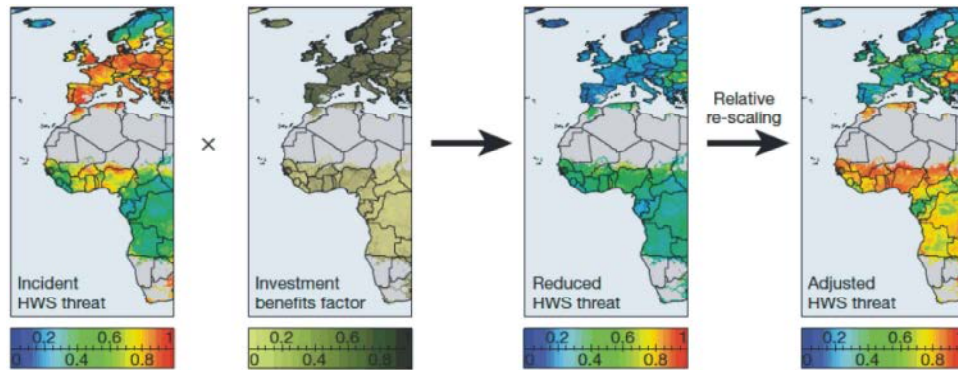 ×
Relative
re-scaling
Incident
HWS threat
Investment
benefits factor
Reduced
HWS threat
Adjusted
HWS threat
0.2 0.6 1
0 0.4 0.8
0.2 0.6 1
0 0.4 0.8
0.2 0.6 1
0 0.4 0.8
0.2 0.6 1
0 0.4 0.8